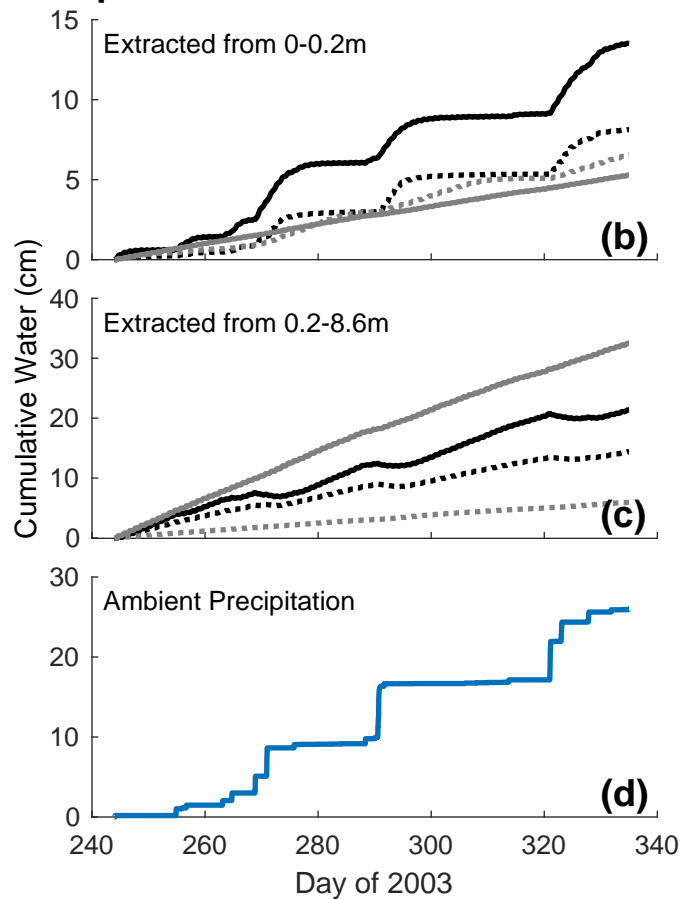 15
Extracted from 0-0.2m
10
5
(b)
0
40
Extracted from 0.2-8.6m
30
20
10
(c)
0
Cumulative Water (cm)
30
Ambient Precipitation
20
10
(d)
0
240 260 280 300 320 340
Day of 2003